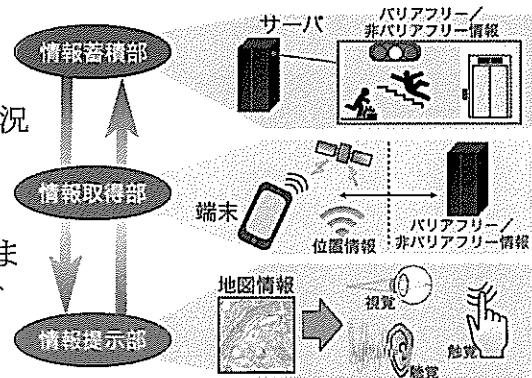 情報蓄積部
サーバ
バリアフリー/
非バリアフリー情報
況
情報取得部
端末
位置情報
バリアフリー/
非バリアフリー情報
ま
情報提示部
地図情報
視覚
聴覚
触覚